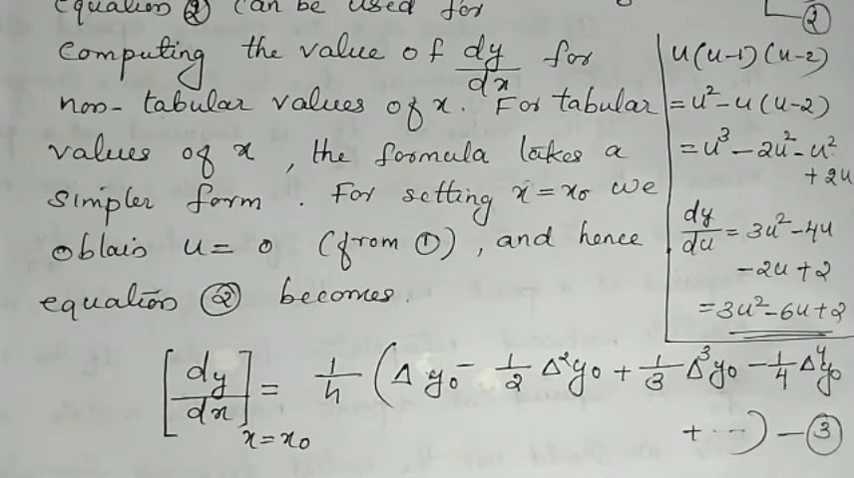 equation ② can be used for
computing the value of dy/dx for
non-tabular values of x. For tabular
values of x, the formula takes a
simpler form. For setting x = x₀ we
obtain u = 0 (from ①), and hence
equation ② becomes.
[dy/dx]ₓ₌ₓ₀ = 1/h (Δy₀ - 1/2 Δ²y₀ + 1/3 Δ³y₀ - 1/4 Δ⁴y₀
+ ---) - ③
- ②
u(u-1)(u-2)
= u² - u(u-2)
= u³ - 2u² - u²
+ 2u
dy/du = 3u² - 4u
- 2u + 2
= 3u² - 6u + 2